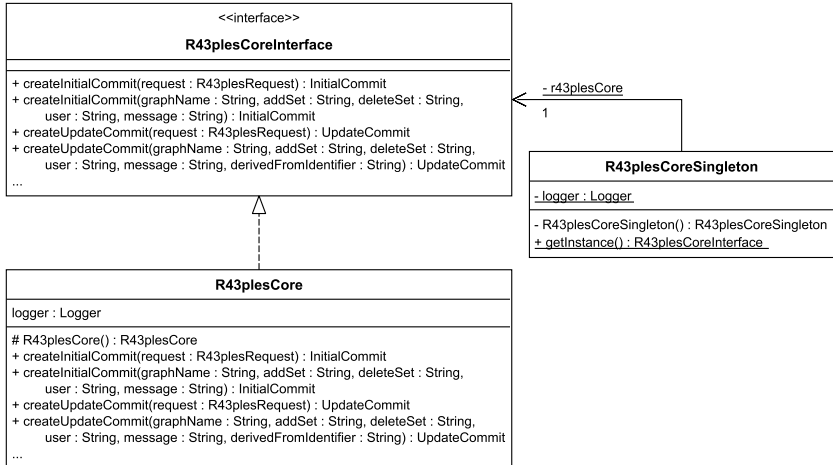 <<interface>>
R43plesCoreInterface
+ createInitialCommit(request : R43plesRequest) : InitialCommit
+ createInitialCommit(graphName : String, addSet : String, deleteSet : String,
user : String, message : String) : InitialCommit
+ createUpdateCommit(request : R43plesRequest) : UpdateCommit
+ createUpdateCommit(graphName : String, addSet : String, deleteSet : String,
user : String, message : String, derivedFromIdentifier : String) : UpdateCommit
...
- r43plesCore
1
R43plesCoreSingleton
- logger : Logger
- R43plesCoreSingleton() : R43plesCoreSingleton
+ getInstance() : R43plesCoreInterface
R43plesCore
logger : Logger
# R43plesCore() : R43plesCore
+ createInitialCommit(request : R43plesRequest) : InitialCommit
+ createInitialCommit(graphName : String, addSet : String, deleteSet : String,
user : String, message : String) : InitialCommit
+ createUpdateCommit(request : R43plesRequest) : UpdateCommit
+ createUpdateCommit(graphName : String, addSet : String, deleteSet : String,
user : String, message : String, derivedFromIdentifier : String) : UpdateCommit
...